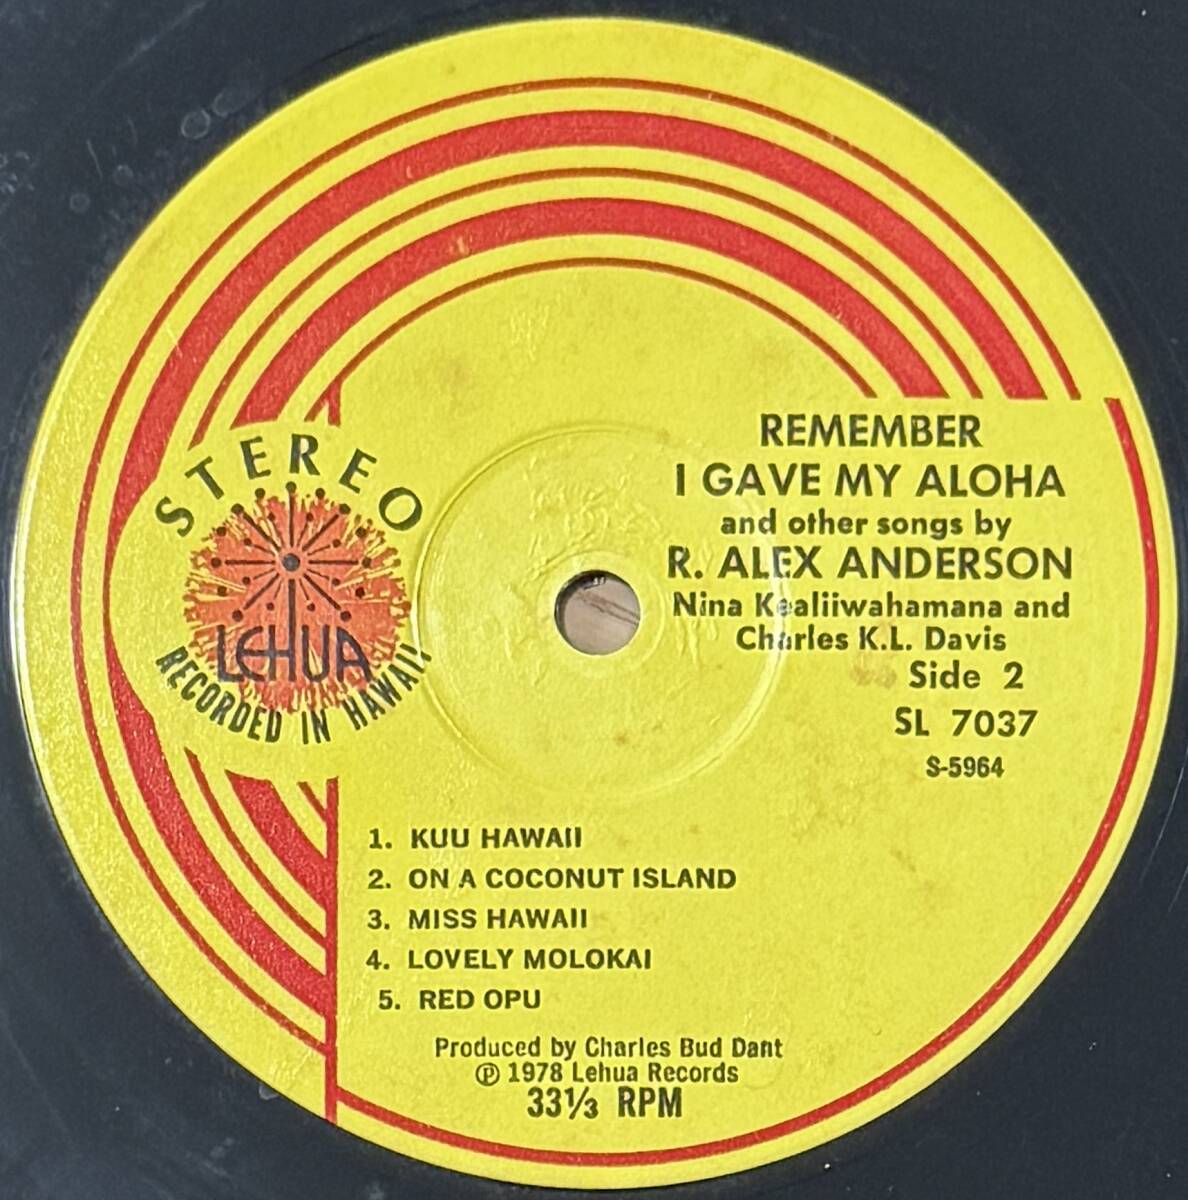 STEREO
LEHUA
RECORDED IN HAWAII
REMEMBER
I GAVE MY ALOHA
and other songs by
R. ALEX ANDERSON
Nina Kealiiwahamana and
Charles K.L. Davis
Side 2
SL 7037
S-5964
1. KUU HAWAII
2. ON A COCONUT ISLAND
3. MISS HAWAII
4. LOVELY MOLOKAI
5. RED OPU
Produced by Charles Bud Dant
℗ 1978 Lehua Records
33⅓ RPM